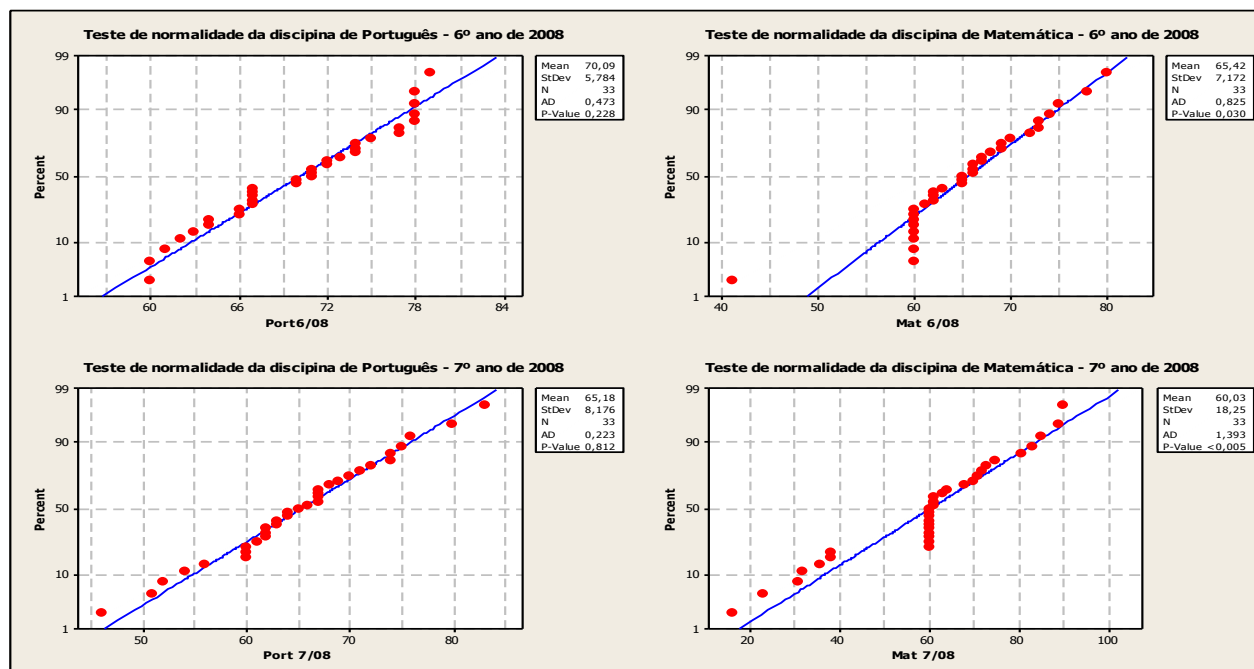 Teste de normalidade da discipina de Português - 6º ano de 2008
99
90
50
10
1
Percent
60 66 72 78 84
Port6/08
Mean 70,09
StDev 5,784
N 33
AD 0,473
P-Value 0,228
Teste de normalidade da discipina de Matemática - 6º ano de 2008
99
90
50
10
1
Percent
40 50 60 70 80
Mat 6/08
Mean 65,42
StDev 7,172
N 33
AD 0,825
P-Value 0,030
Teste de normalidade da discipina de Português - 7º ano de 2008
99
90
50
10
1
Percent
50 60 70 80
Port 7/08
Mean 65,18
StDev 8,176
N 33
AD 0,223
P-Value 0,812
Teste de normalidade da discipina de Matemática - 7º ano de 2008
99
90
50
10
1
Percent
20 40 60 80 100
Mat 7/08
Mean 60,03
StDev 18,25
N 33
AD 1,393
P-Value <0,005